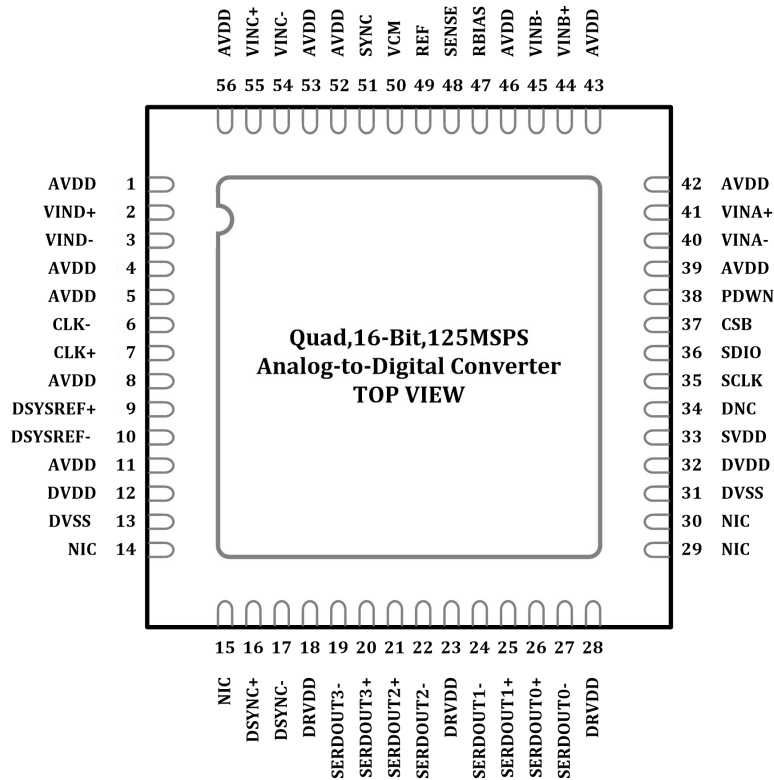 AVDD VINC+ VINC- AVDD AVDD SYNC VCM REF SENSE RBIAS AVDD VINB- VINB+ AVDD
56 55 54 53 52 51 50 49 48 47 46 45 44 43
AVDD 1
VIND+ 2
VIND- 3
AVDD 4
AVDD 5
CLK- 6
CLK+ 7
AVDD 8
DSYSREF+ 9
DSYSREF- 10
AVDD 11
DVDD 12
DVSS 13
NIC 14
Quad,16-Bit,125MSPS
Analog-to-Digital Converter
TOP VIEW
42 AVDD
41 VINA+
40 VINA-
39 AVDD
38 PDWN
37 CSB
36 SDIO
35 SCLK
34 DNC
33 SVDD
32 DVDD
31 DVSS
30 NIC
29 NIC
15 16 17 18 19 20 21 22 23 24 25 26 27 28
NIC DSYNC+ DSYNC- DRVDD SERDOUT3- SERDOUT3+ SERDOUT2+ SERDOUT2- DRVDD SERDOUT1- SERDOUT1+ SERDOUT0+ SERDOUT0- DRVDD